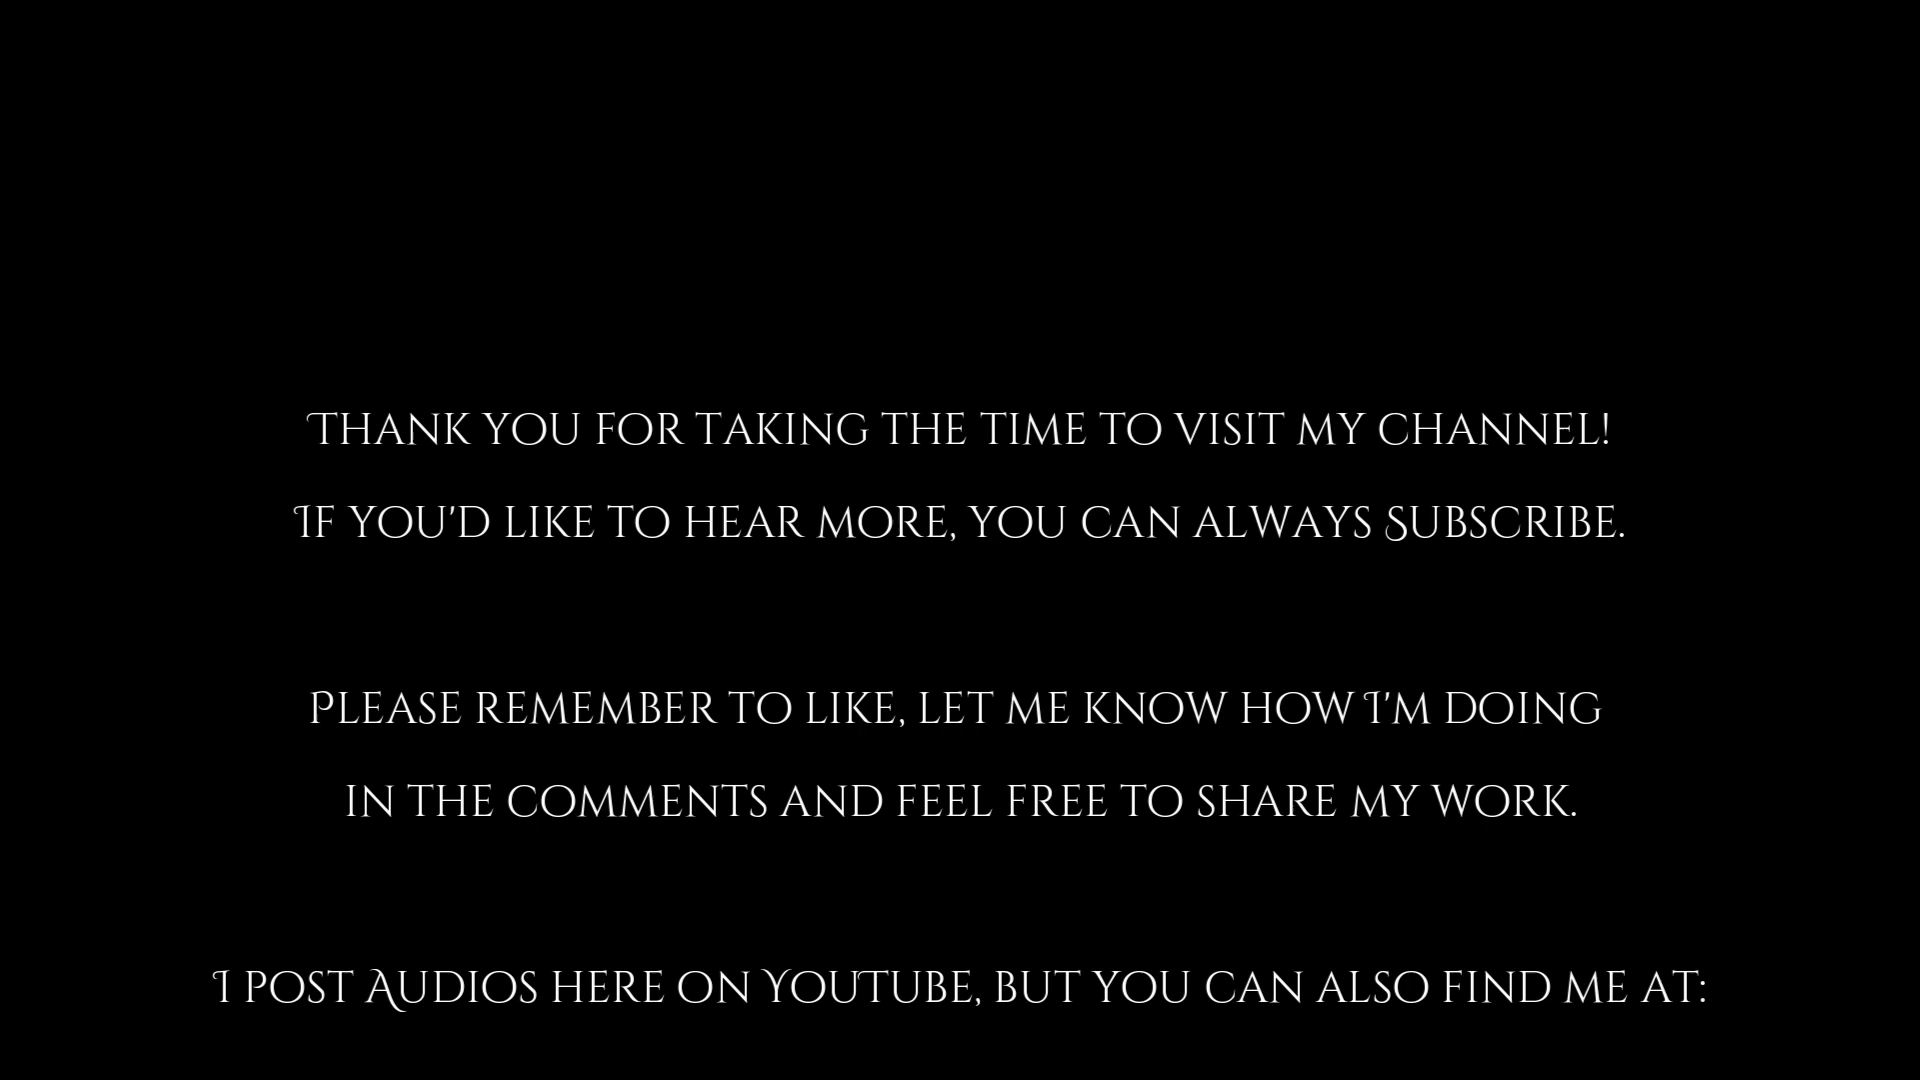 Thank you for taking the time to visit my channel!
If you'd like to hear more, you can always Subscribe.
Please remember to like, let me know how I'm doing
in the comments and feel free to share my work.
I post Audios here on YouTube, but you can also find me at: